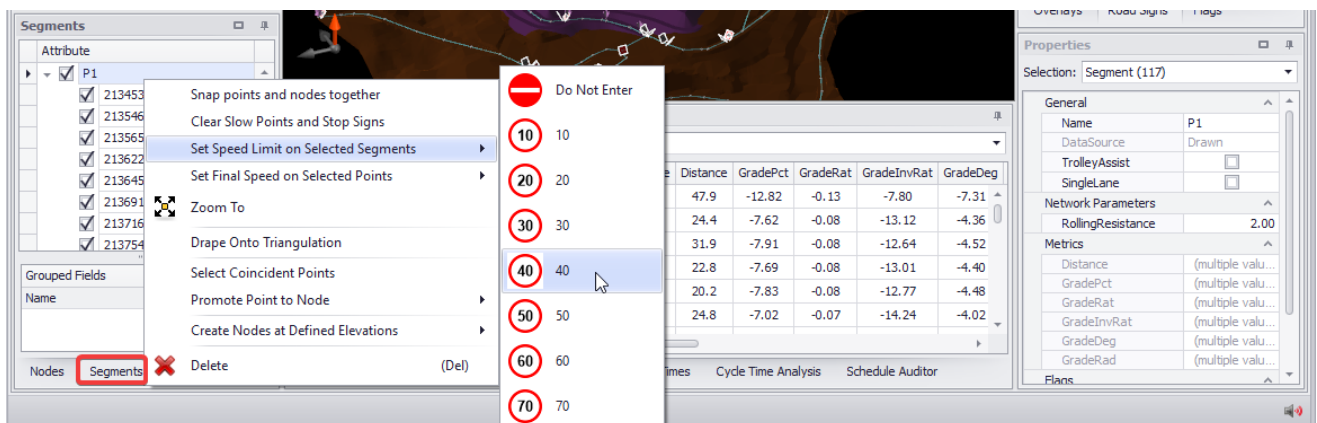 Segments
Attribute
P1
213453
213546
213565
213622
213645
213691
213716
213754
Grouped Fields
Name
Nodes Segments
Snap points and nodes together
Clear Slow Points and Stop Signs
Set Speed Limit on Selected Segments
Set Final Speed on Selected Points
Zoom To
Drape Onto Triangulation
Select Coincident Points
Promote Point to Node
Create Nodes at Defined Elevations
Delete (Del)
Do Not Enter
10 10
20 20
30 30
40 40
50 50
60 60
70 70
Distance GradePct GradeRat GradeInvRat GradeDeg
47.9 -12.82 -0.13 -7.80 -7.31
24.4 -7.62 -0.08 -13.12 -4.36
31.9 -7.91 -0.08 -12.64 -4.52
22.8 -7.69 -0.08 -13.01 -4.40
20.2 -7.83 -0.08 -12.77 -4.48
24.8 -7.02 -0.07 -14.24 -4.02
Cycle Time Analysis Schedule Auditor
Overlays Road Signs Flags
Properties
Selection: Segment (117)
General
Name P1
DataSource Drawn
TrolleyAssist
SingleLane
Network Parameters
RollingResistance 2.00
Metrics
Distance (multiple valu...
GradePct (multiple valu...
GradeRat (multiple valu...
GradeInvRat (multiple valu...
GradeDeg (multiple valu...
GradeRad (multiple valu...
Flags